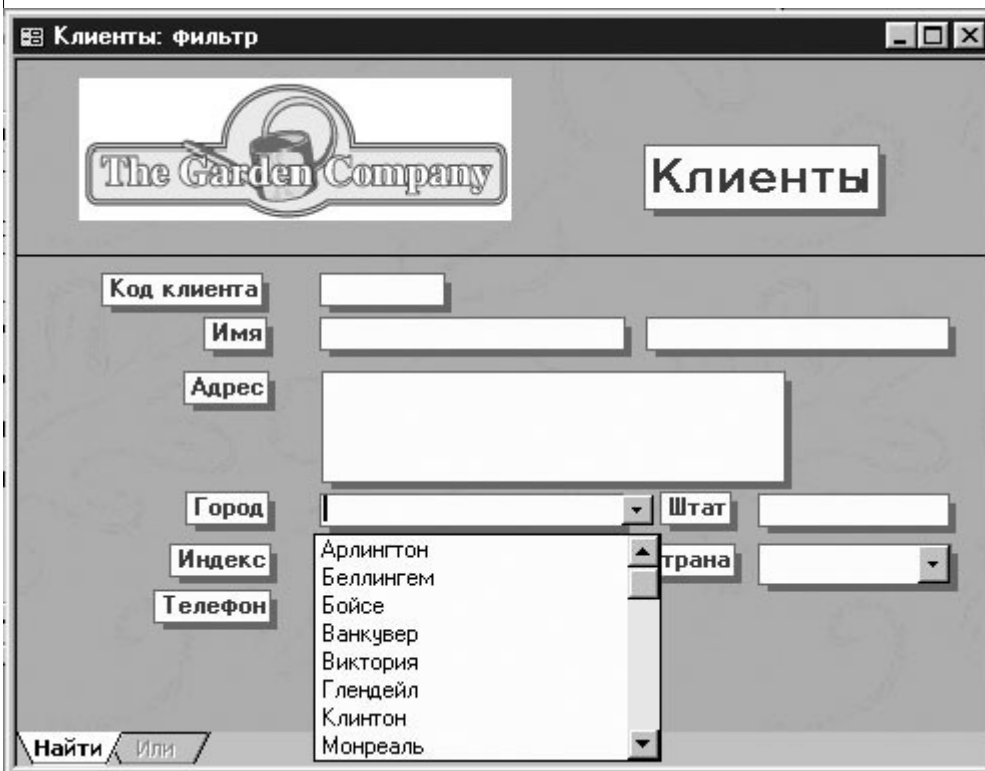 Клиенты: фильтр
The Garden Company
Клиенты
Код клиента
Имя
Адрес
Город
Штат
Индекс
трана
Телефон
Арлингтон
Беллингем
Бойсе
Ванкувер
Виктория
Глендейл
Клинтон
Монреаль
Найти
Или